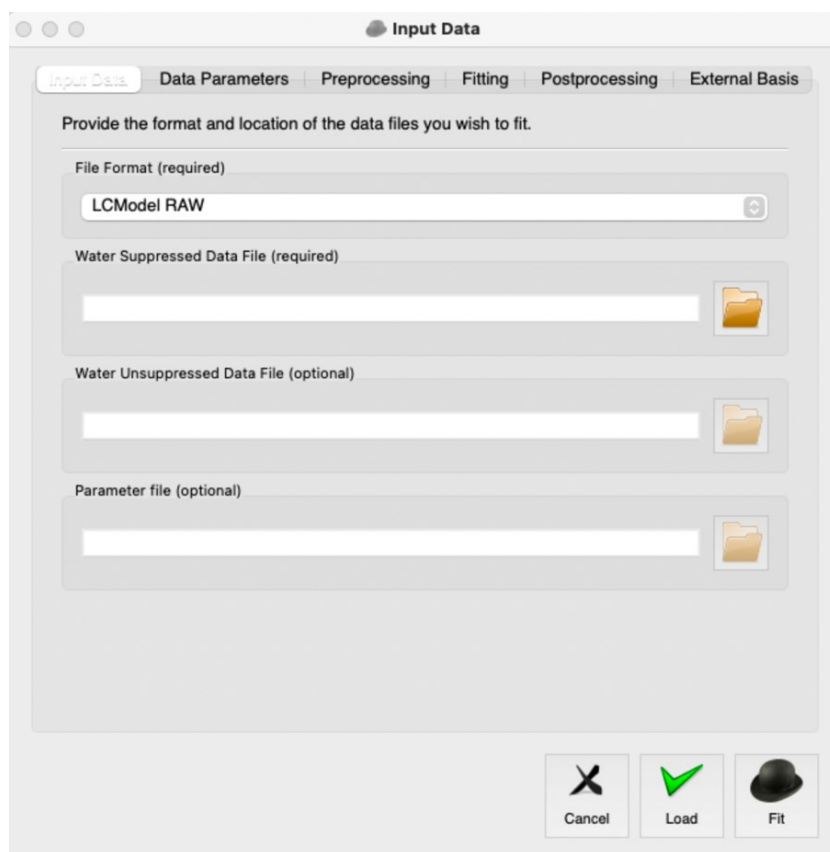 Input Data
Input Data Data Parameters Preprocessing Fitting Postprocessing External Basis
Provide the format and location of the data files you wish to fit.
File Format (required)
LCModel RAW
Water Suppressed Data File (required)
Water Unsuppressed Data File (optional)
Parameter file (optional)
Cancel Load Fit